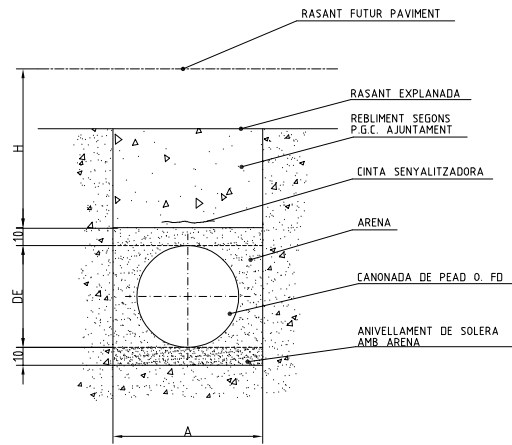 RASANT FUTUR PAVIMENT
RASANT EXPLANADA
REBLIMENT SEGONS
P.G.C. AJUNTAMENT
CINTA SENYALITZADORA
ARENA
CANONADA DE PEAD O. FD
ANIVELLAMENT DE SOLERA
AMB ARENA
H
10
DE
10
A